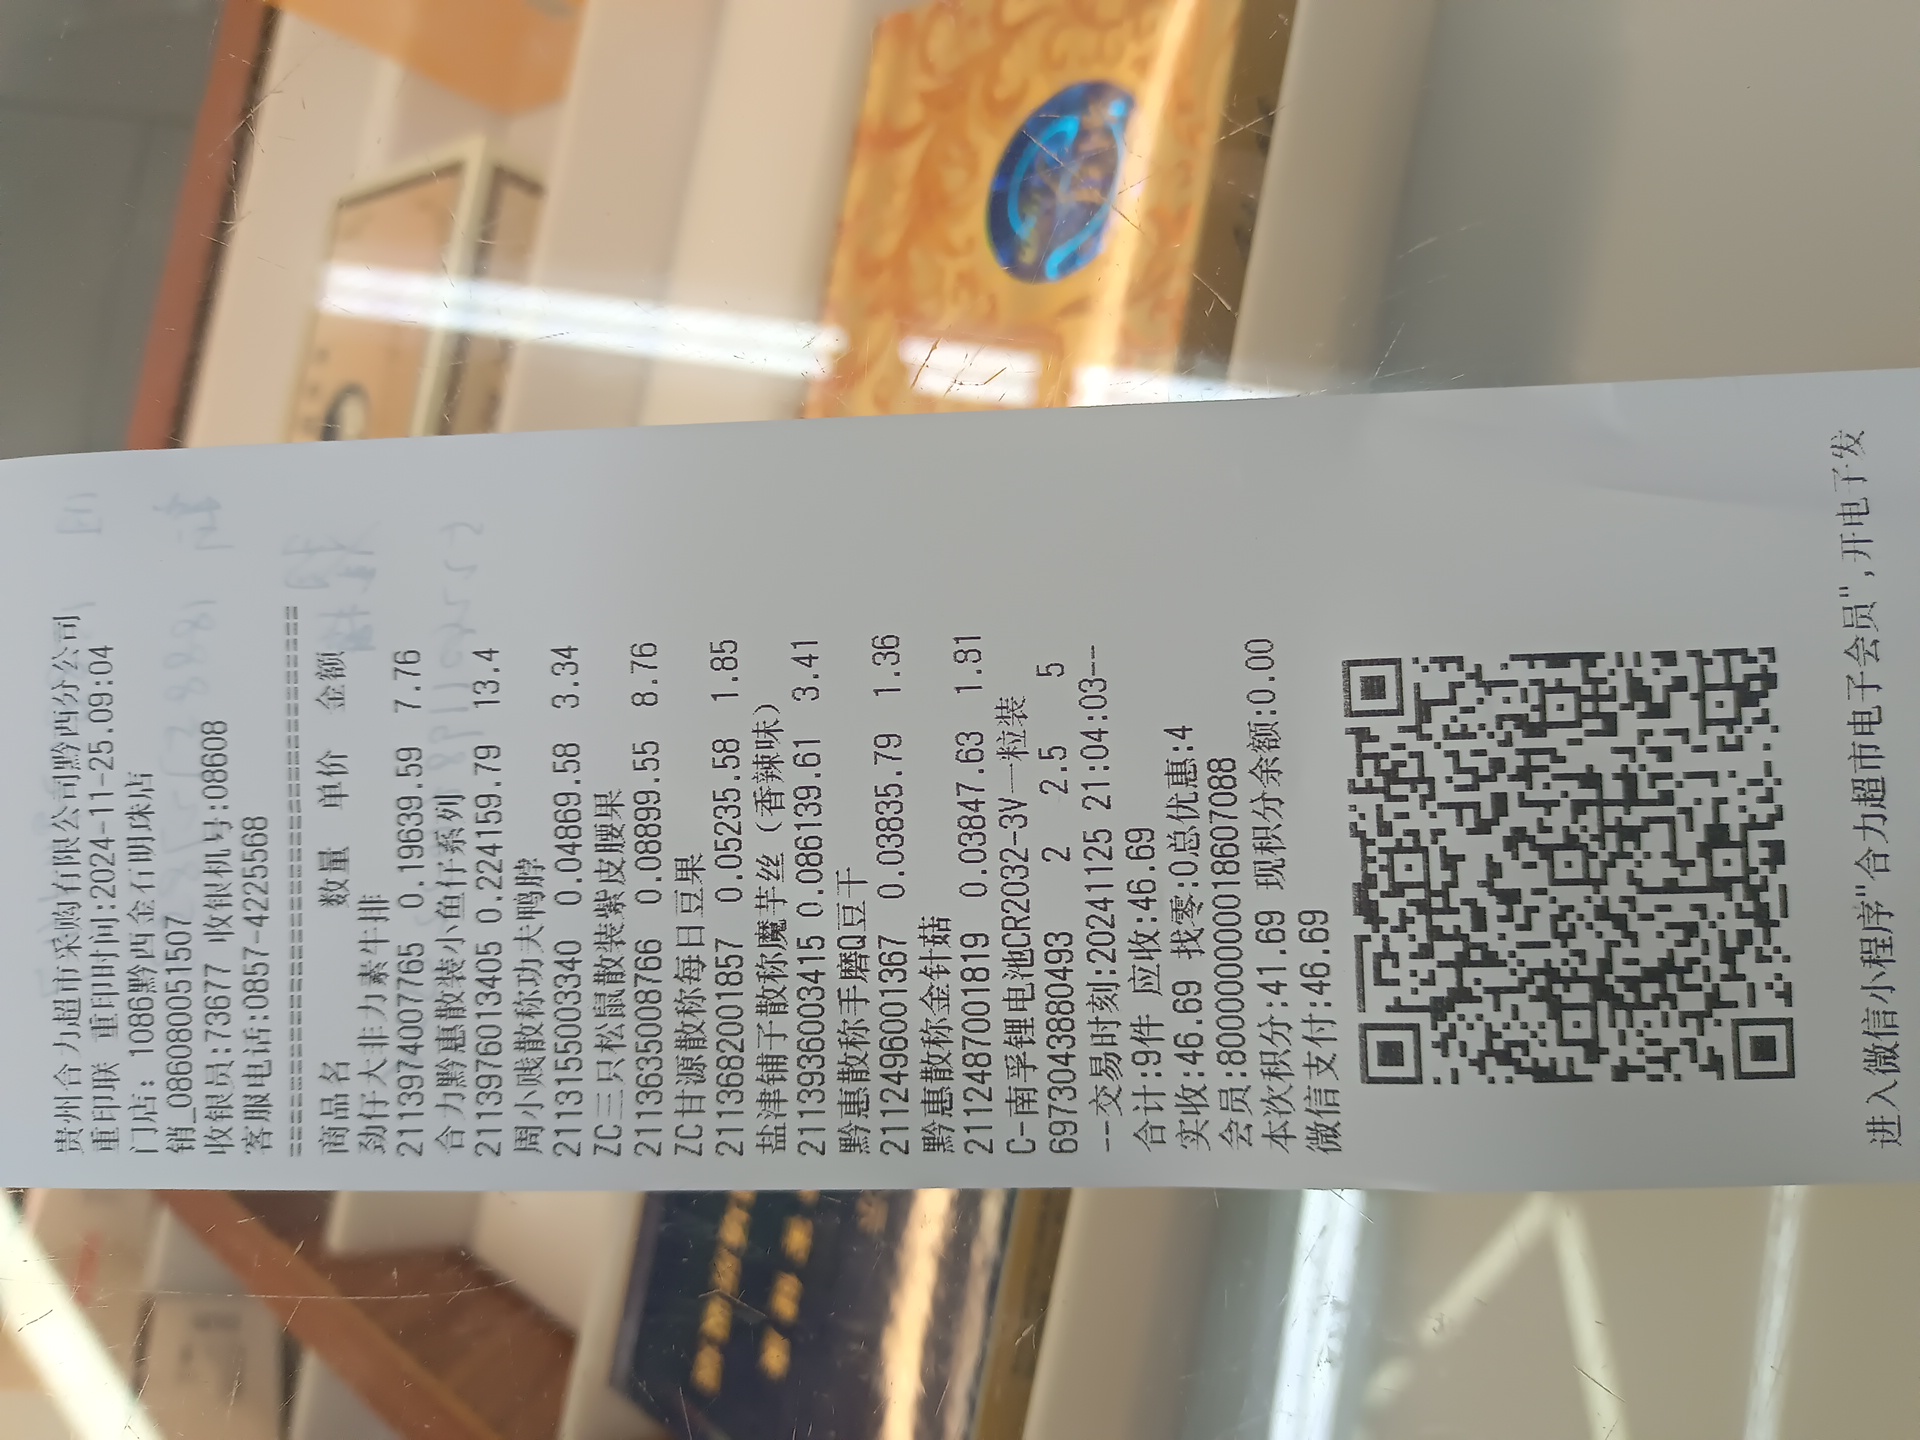 贵州合力超市采购有限公司黔西分公司
重印联 重印时间:2024-11-25.09:04
门店: 1086黔西金石明珠店
销_086080051507
收银员:73677 收银机号:08608
客服电话:0857-4225568
================================
商品名 数量 单价 金额
劲仔大非力素牛排
2113974007765 0.19639.59 7.76
合力黔惠散装小鱼仔系列
2113976013405 0.224159.79 13.4
周小贱散称功夫鸭脖
2113155003340 0.04869.58 3.34
ZC三只松鼠散装紫皮腰果
2113635008766 0.08899.55 8.76
ZC甘源散称每日豆果
2113682001857 0.05235.58 1.85
盐津铺子散称魔芋丝（香辣味）
2113936003415 0.086139.61 3.41
黔惠散称手磨Q豆干
2112496001367 0.03835.79 1.36
黔惠散称金针菇
2112487001819 0.03847.63 1.81
C-南孚锂电池CR2032-3V一粒装
6973043880493 2 2.5 5
--交易时刻:20241125 21:04:03--
合计:9件 应收:46.69
实收:46.69 找零:0总优惠:4
会员:8000000000018607088
本次积分:41.69 现积分余额:0.00
微信支付:46.69
进入微信小程序"合力超市电子会员",开电子发